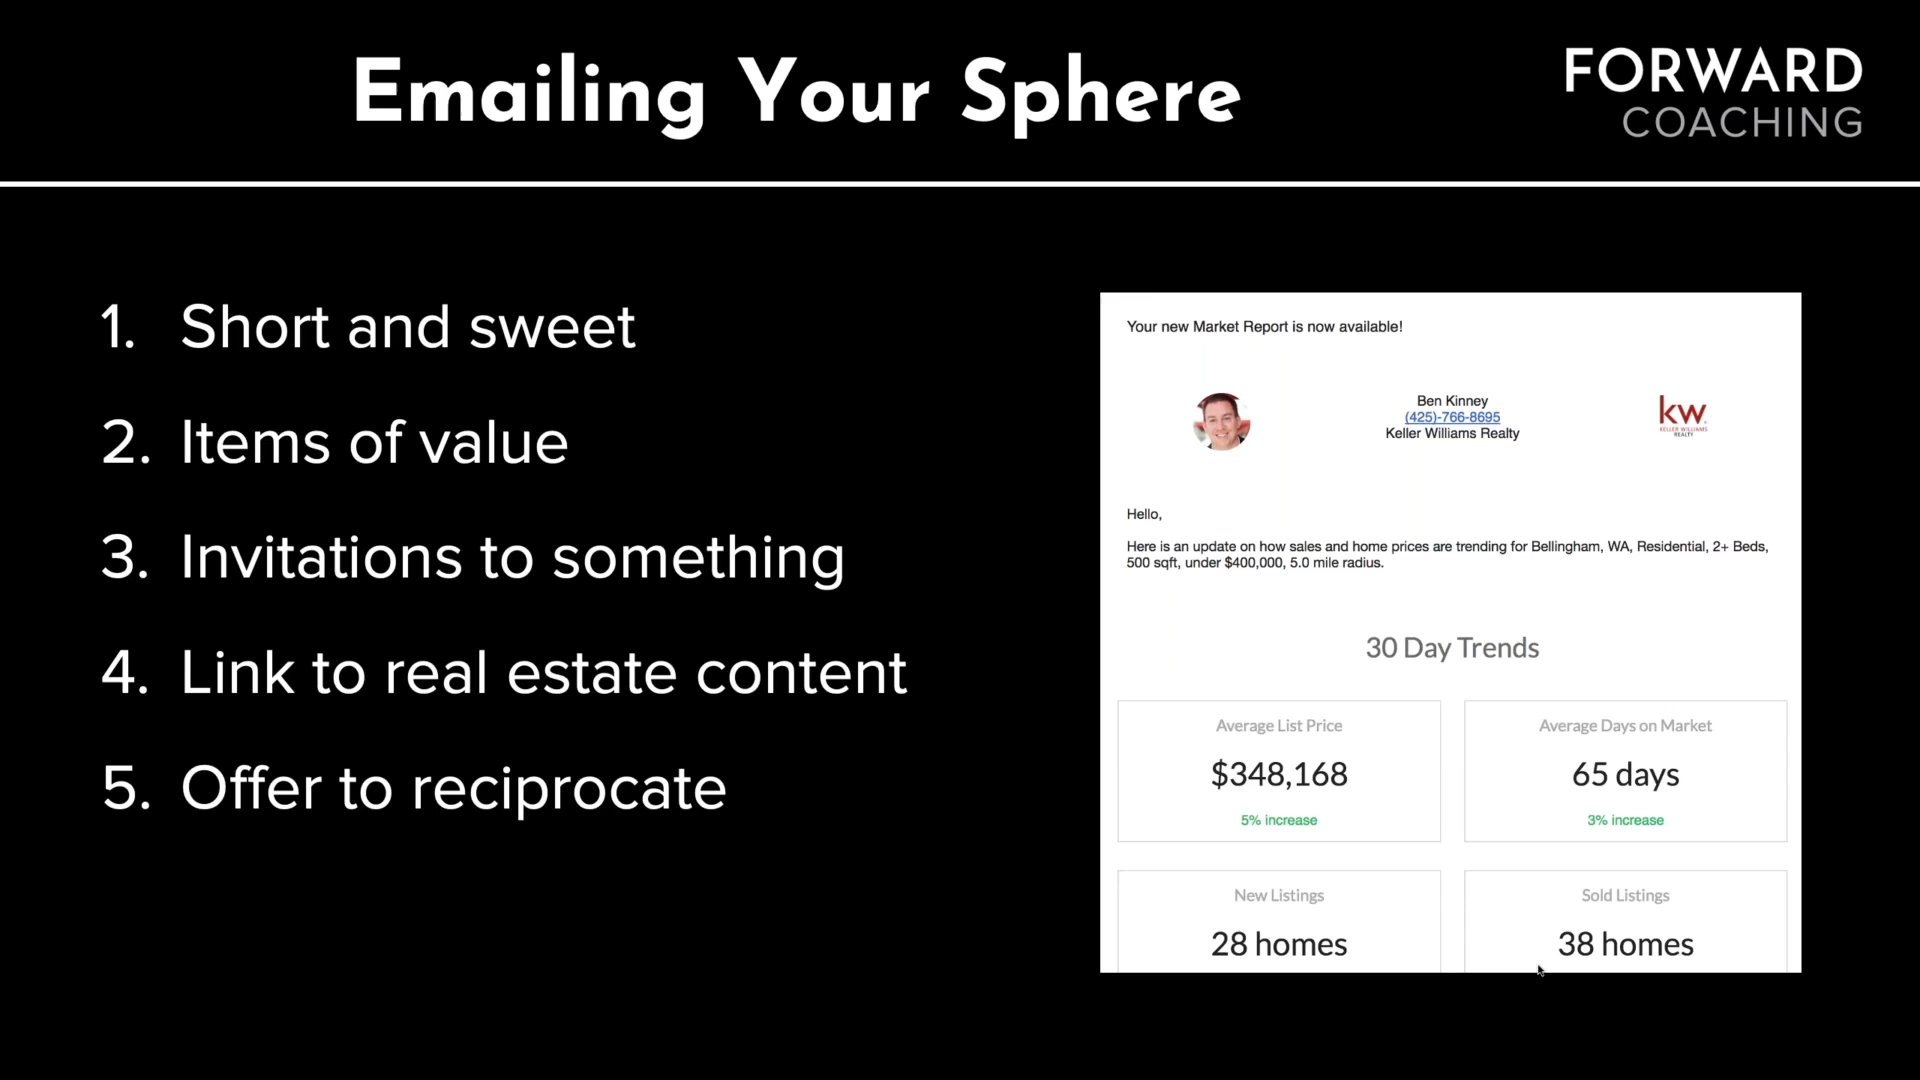 Emailing Your Sphere
FORWARD
COACHING
1. Short and sweet
2. Items of value
3. Invitations to something
4. Link to real estate content
5. Offer to reciprocate
Your new Market Report is now available!
Ben Kinney
(425)-766-8695
Keller Williams Realty
kw
KELLER WILLIAMS
REALTY
Hello,
Here is an update on how sales and home prices are trending for Bellingham, WA, Residential, 2+ Beds,
500 sqft, under $400,000, 5.0 mile radius.
30 Day Trends
Average List Price
$348,168
5% increase
Average Days on Market
65 days
3% increase
New Listings
28 homes
Sold Listings
38 homes